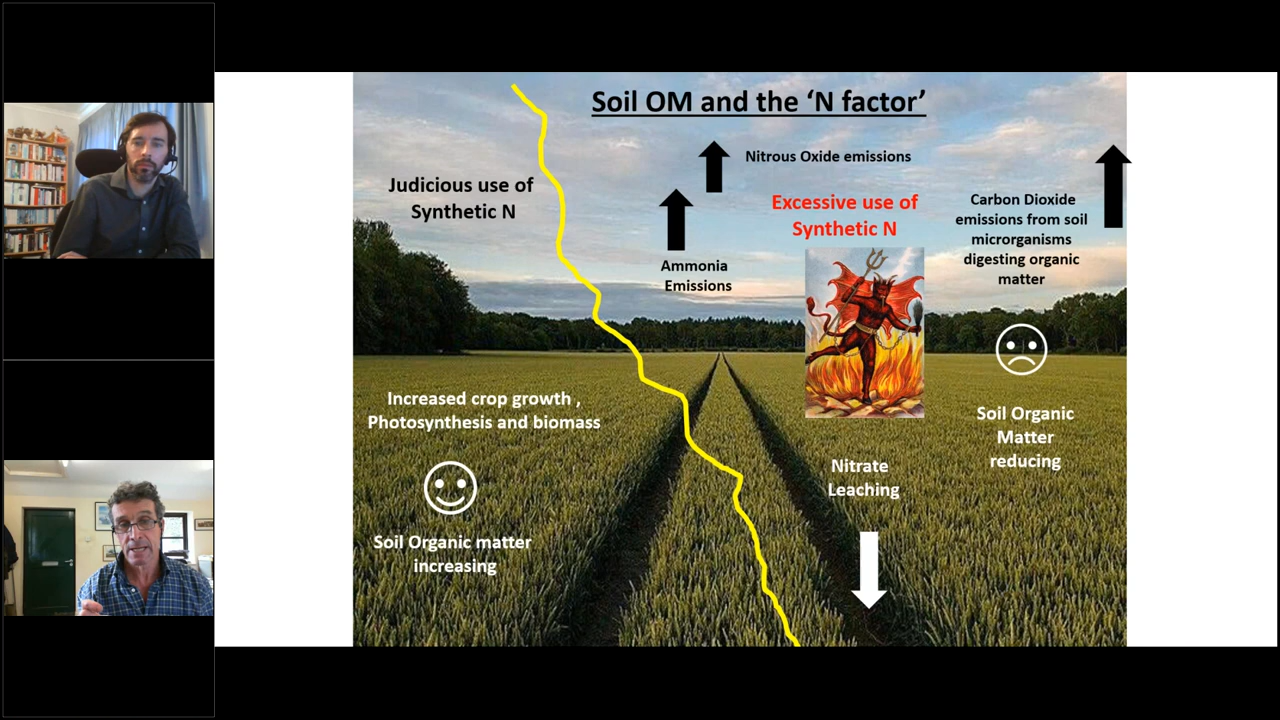 Soil OM and the ‘N factor’
Judicious use of
Synthetic N
Nitrous Oxide emissions
Ammonia
Emissions
Excessive use of
Synthetic N
Carbon Dioxide
emissions from soil
microrganisms
digesting organic
matter
Increased crop growth ,
Photosynthesis and biomass
Soil Organic matter
increasing
Nitrate
Leaching
Soil Organic
Matter
reducing